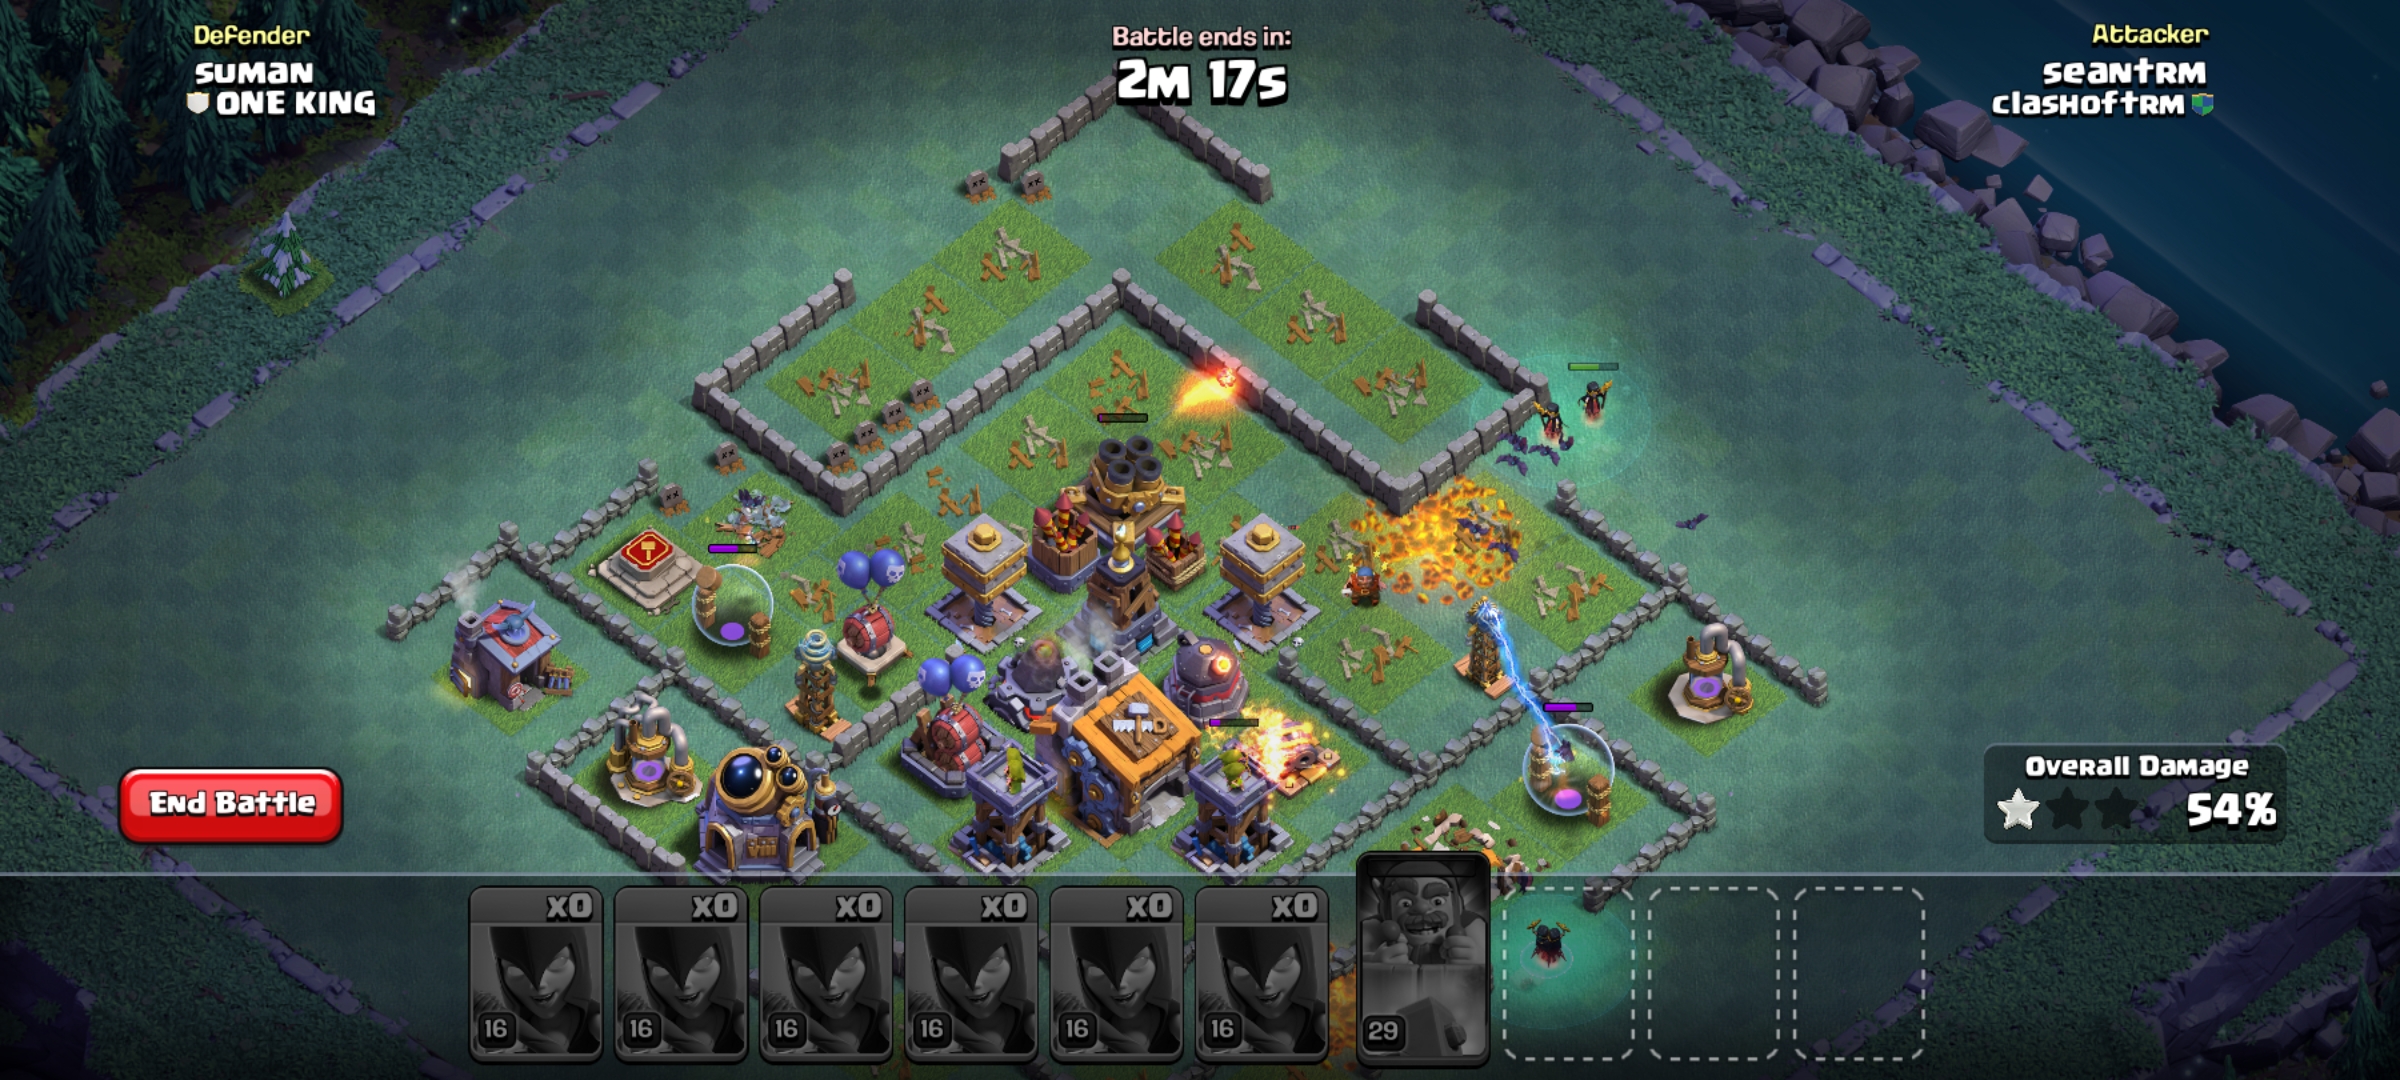 Defender
SUMAN
ONE KING
Battle ends in:
2M 17S
Attacker
seantRM
clashoftRM
End Battle
Overall Damage
54%
x0
x0
x0
x0
x0
x0
16
16
16
16
16
16
29
VIII